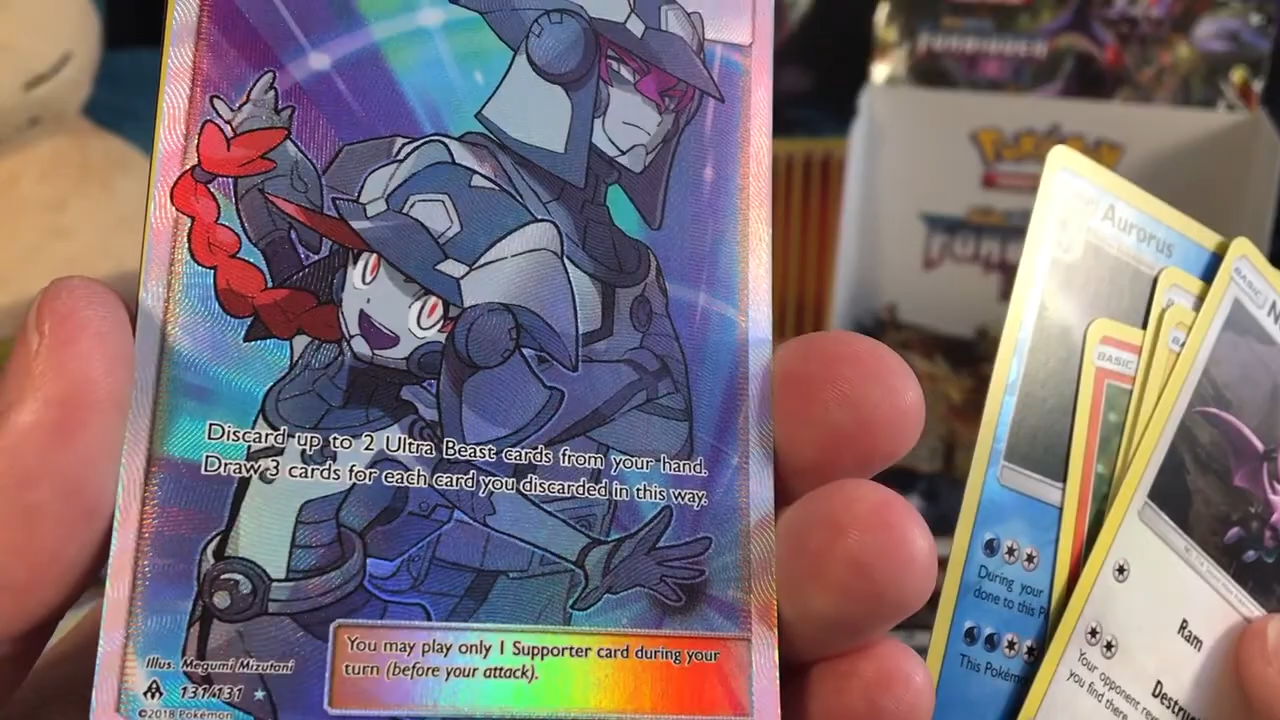 Discard up to 2 Ultra Beast cards from your hand.
Draw 3 cards for each card you discarded in this way.
You may play only 1 Supporter card during your
turn (before your attack).
Illus. Megumi Mizutani
131/131
©2018 Pokémon
POKéMON
Aurorus
BASIC
BASIC
During your
done to this
This Pokémo
Ram
Your opponent
you find there